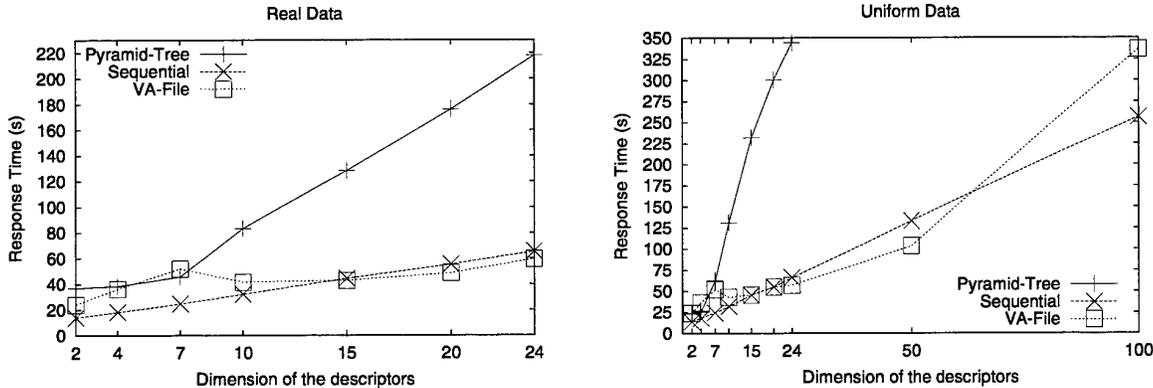 Real Data
Response Time (s)
220
200
180
160
140
120
100
80
60
40
20
0
Pyramid-Tree
Sequential
VA-File
2 4 7 10 15 20 24
Dimension of the descriptors
Uniform Data
Response Time (s)
350
325
300
275
250
225
200
175
150
125
100
75
50
25
0
Pyramid-Tree
Sequential
VA-File
2 7 15 24 50 100
Dimension of the descriptors